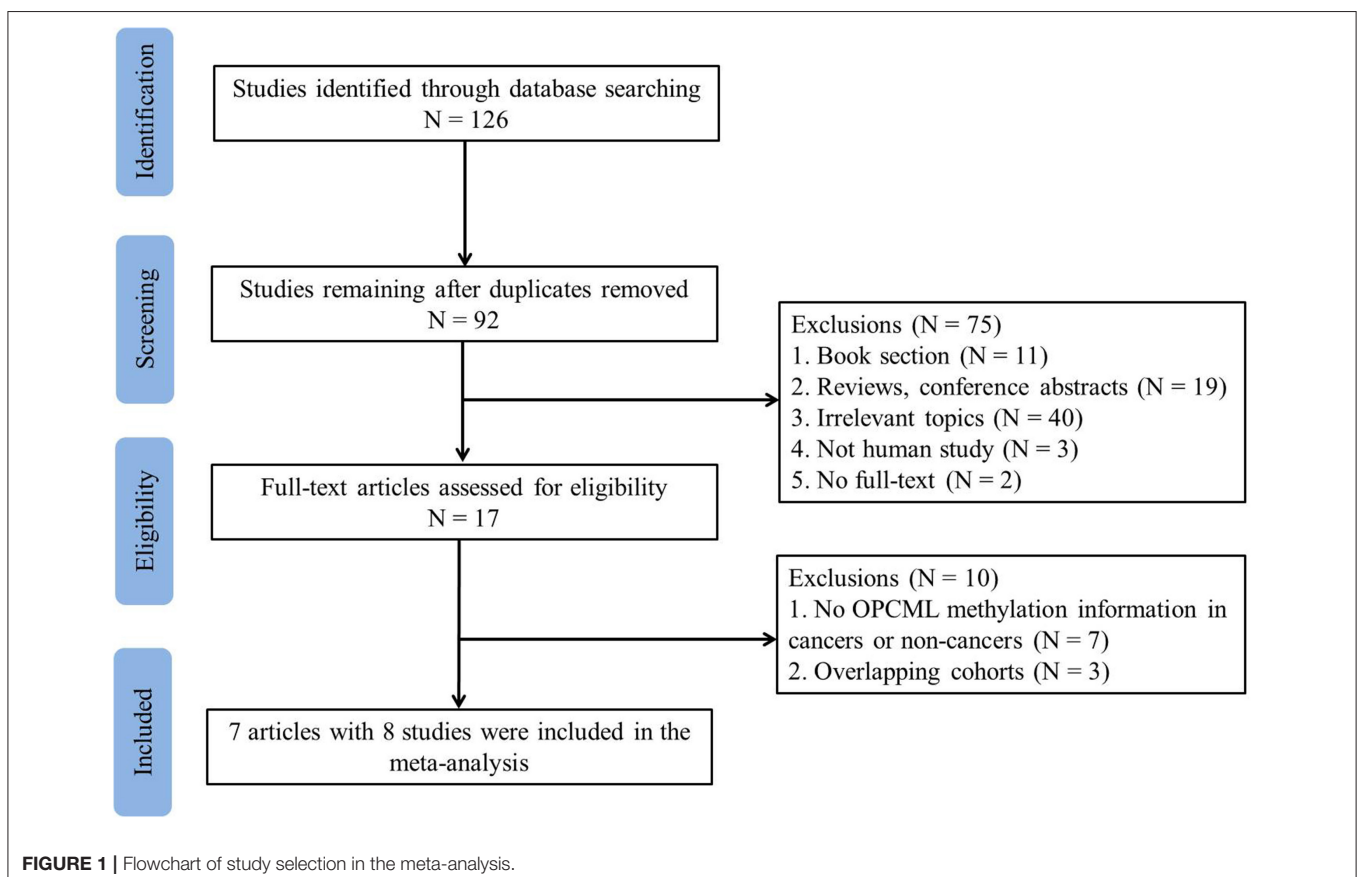 Identification
Studies identified through database searching
N = 126
Screening
Studies remaining after duplicates removed
N = 92
Exclusions (N = 75)
1. Book section (N = 11)
2. Reviews, conference abstracts (N = 19)
3. Irrelevant topics (N = 40)
4. Not human study (N = 3)
5. No full-text (N = 2)
Eligibility
Full-text articles assessed for eligibility
N = 17
Exclusions (N = 10)
1. No OPCML methylation information in
cancers or non-cancers (N = 7)
2. Overlapping cohorts (N = 3)
Included
7 articles with 8 studies were included in the
meta-analysis
FIGURE 1 | Flowchart of study selection in the meta-analysis.